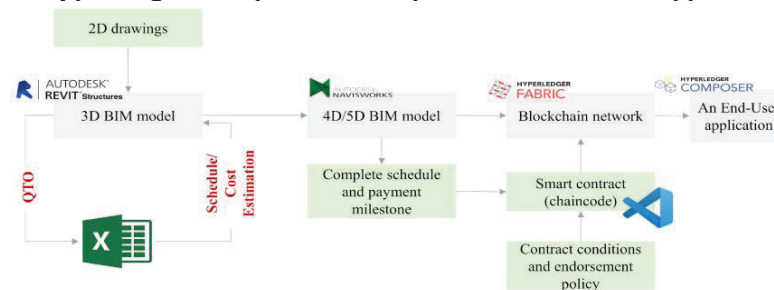 2D drawings
AUTODESK
REVIT Structures
AUTODESK
NAVISWORKS
HYPERLEDGER
FABRIC
HYPERLEDGER
COMPOSER
3D BIM model
4D/5D BIM model
Blockchain network
An End-Use
application
QTO
Schedule/
Cost
Estimation
Complete schedule
and payment
milestone
Smart contract
(chaincode)
X
Contract conditions
and endorsement
policy